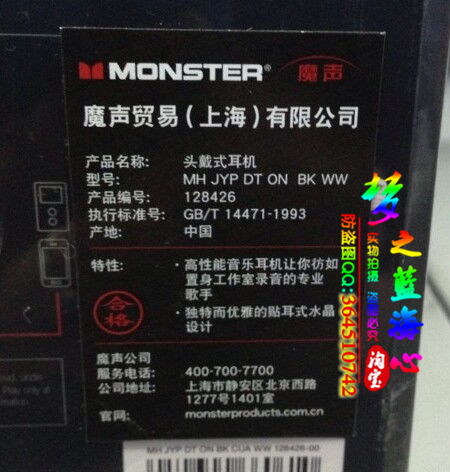 MONSTER® 魔声
魔声贸易（上海）有限公司
产品名称： 头戴式耳机
型号： MH JYP DT ON BK WW
产品编号： 128426
执行标准号： GB/T 14471-1993
产地： 中国
特性： ·高性能音乐耳机让你彷如
置身工作室录音的专业
歌手
·独特而优雅的贴耳式水晶
设计
合格
魔声公司
服务电话： 400-700-7700
公司地址： 上海市静安区北京西路
1277号1401室
官网： monsterproducts.com.cn
MH JYP DT ON BK CUA WW 128426-00
梦之蓝海心
实物拍摄 盗图必究
防盗图QQ:364510742
淘宝